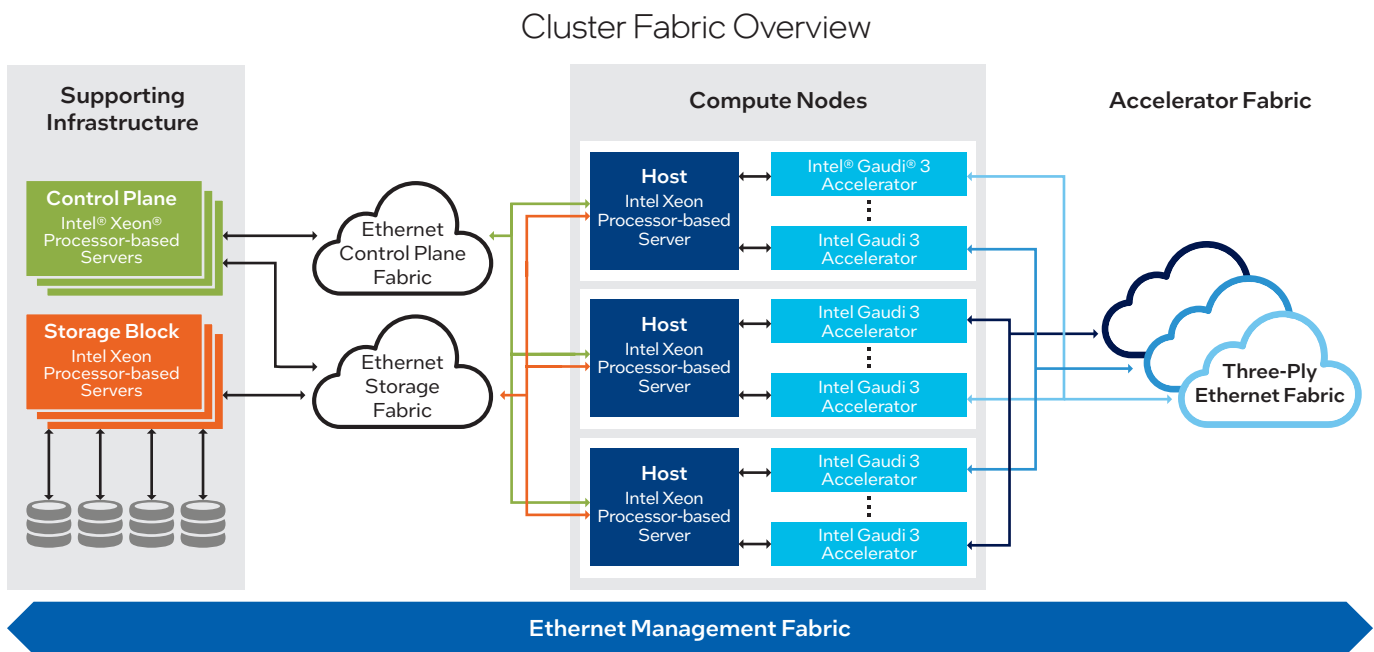 Cluster Fabric Overview
Supporting
Infrastructure
Control Plane
Intel® Xeon®
Processor-based
Servers
Storage Block
Intel Xeon
Processor-based
Servers
Ethernet
Control Plane
Fabric
Ethernet
Storage
Fabric
Compute Nodes
Host
Intel Xeon
Processor-based
Server
Intel® Gaudi® 3
Accelerator
Intel Gaudi 3
Accelerator
Host
Intel Xeon
Processor-based
Server
Intel Gaudi 3
Accelerator
Intel Gaudi 3
Accelerator
Host
Intel Xeon
Processor-based
Server
Intel Gaudi 3
Accelerator
Intel Gaudi 3
Accelerator
Accelerator Fabric
Three-Ply
Ethernet Fabric
Ethernet Management Fabric